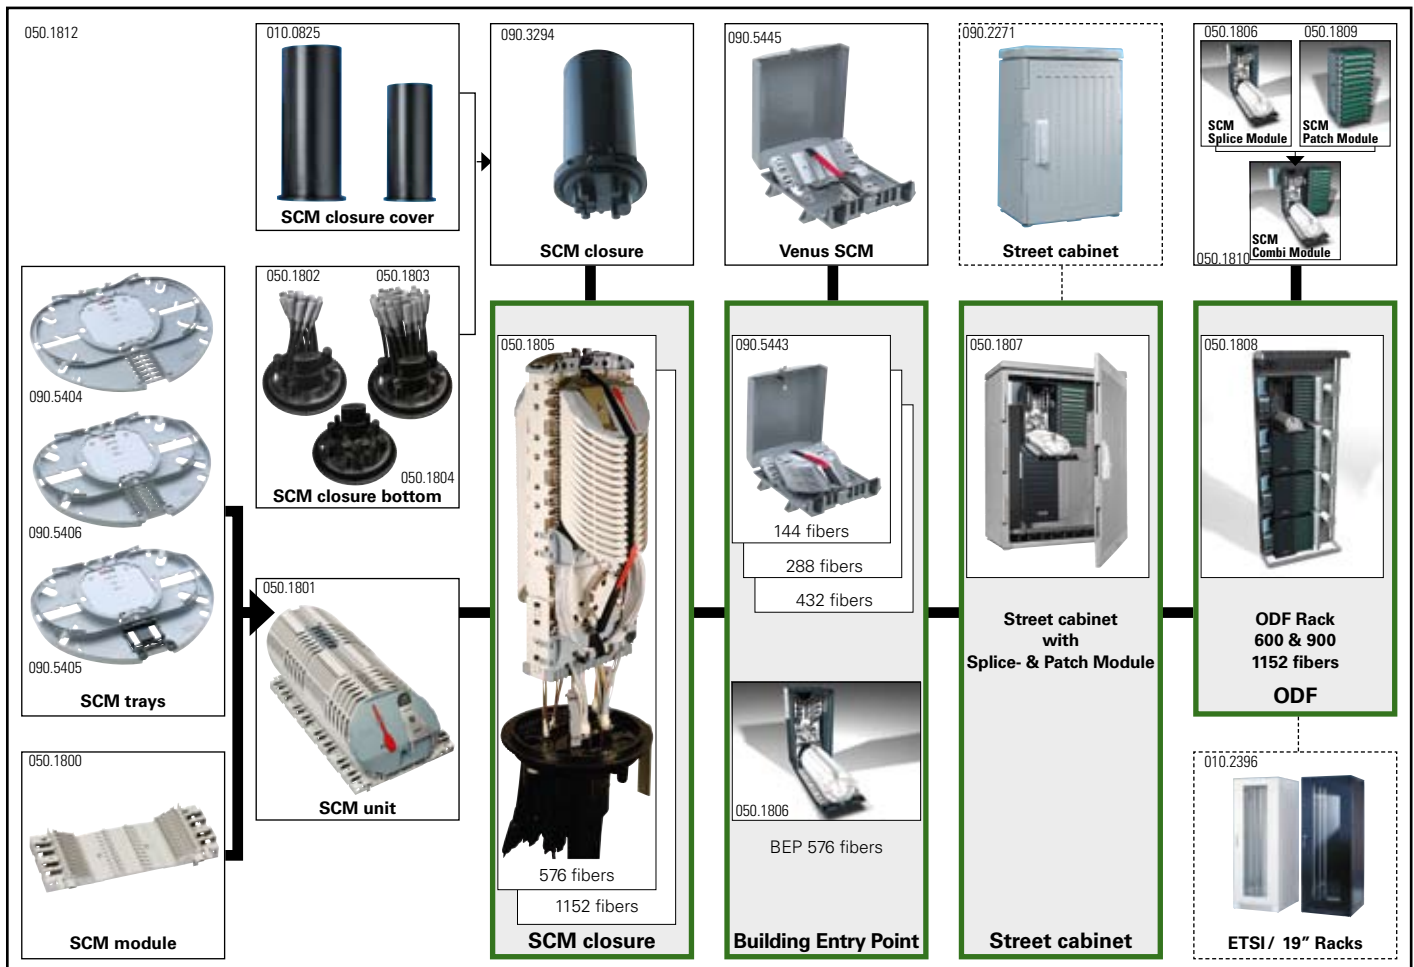 050.1812
010.0825
SCM closure cover
090.3294
SCM closure
090.5445
Venus SCM
090.2271
Street cabinet
050.1806
SCM
Splice Module
050.1809
SCM
Patch Module
SCM
Combi Module
050.1810
090.5404
090.5406
090.5405
SCM trays
050.1802
050.1803
050.1804
SCM closure bottom
050.1800
SCM module
050.1801
SCM unit
050.1805
576 fibers
1152 fibers
SCM closure
090.5443
144 fibers
288 fibers
432 fibers
050.1806
BEP 576 fibers
Building Entry Point
050.1807
Street cabinet
with
Splice- & Patch Module
Street cabinet
050.1808
ODF Rack
600 & 900
1152 fibers
ODF
010.2396
ETSI / 19” Racks